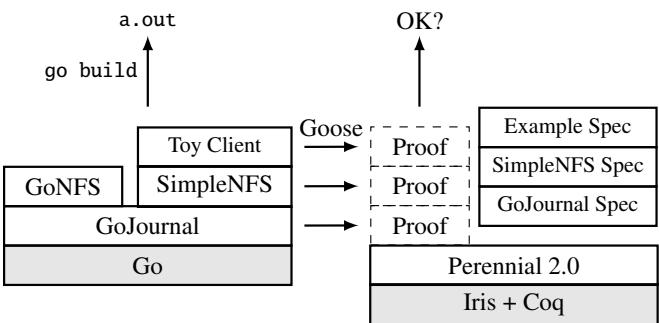 a.out
OK?
go build
Goose
Toy Client
Proof
Example Spec
GoNFS
SimpleNFS
Proof
SimpleNFS Spec
GoJournal
Proof
GoJournal Spec
Go
Perennial 2.0
Iris + Coq